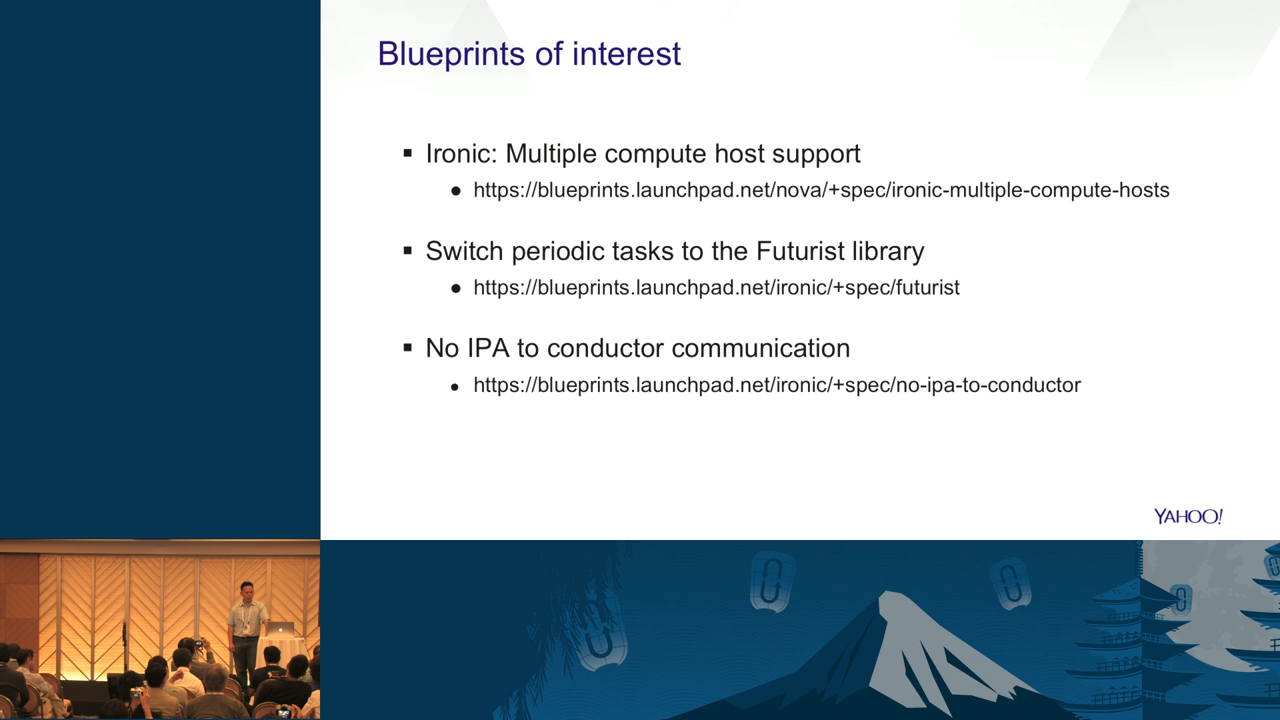 Blueprints of interest
▪ Ironic: Multiple compute host support
● https://blueprints.launchpad.net/nova/+spec/ironic-multiple-compute-hosts
▪ Switch periodic tasks to the Futurist library
● https://blueprints.launchpad.net/ironic/+spec/futurist
▪ No IPA to conductor communication
● https://blueprints.launchpad.net/ironic/+spec/no-ipa-to-conductor
YAHOO!